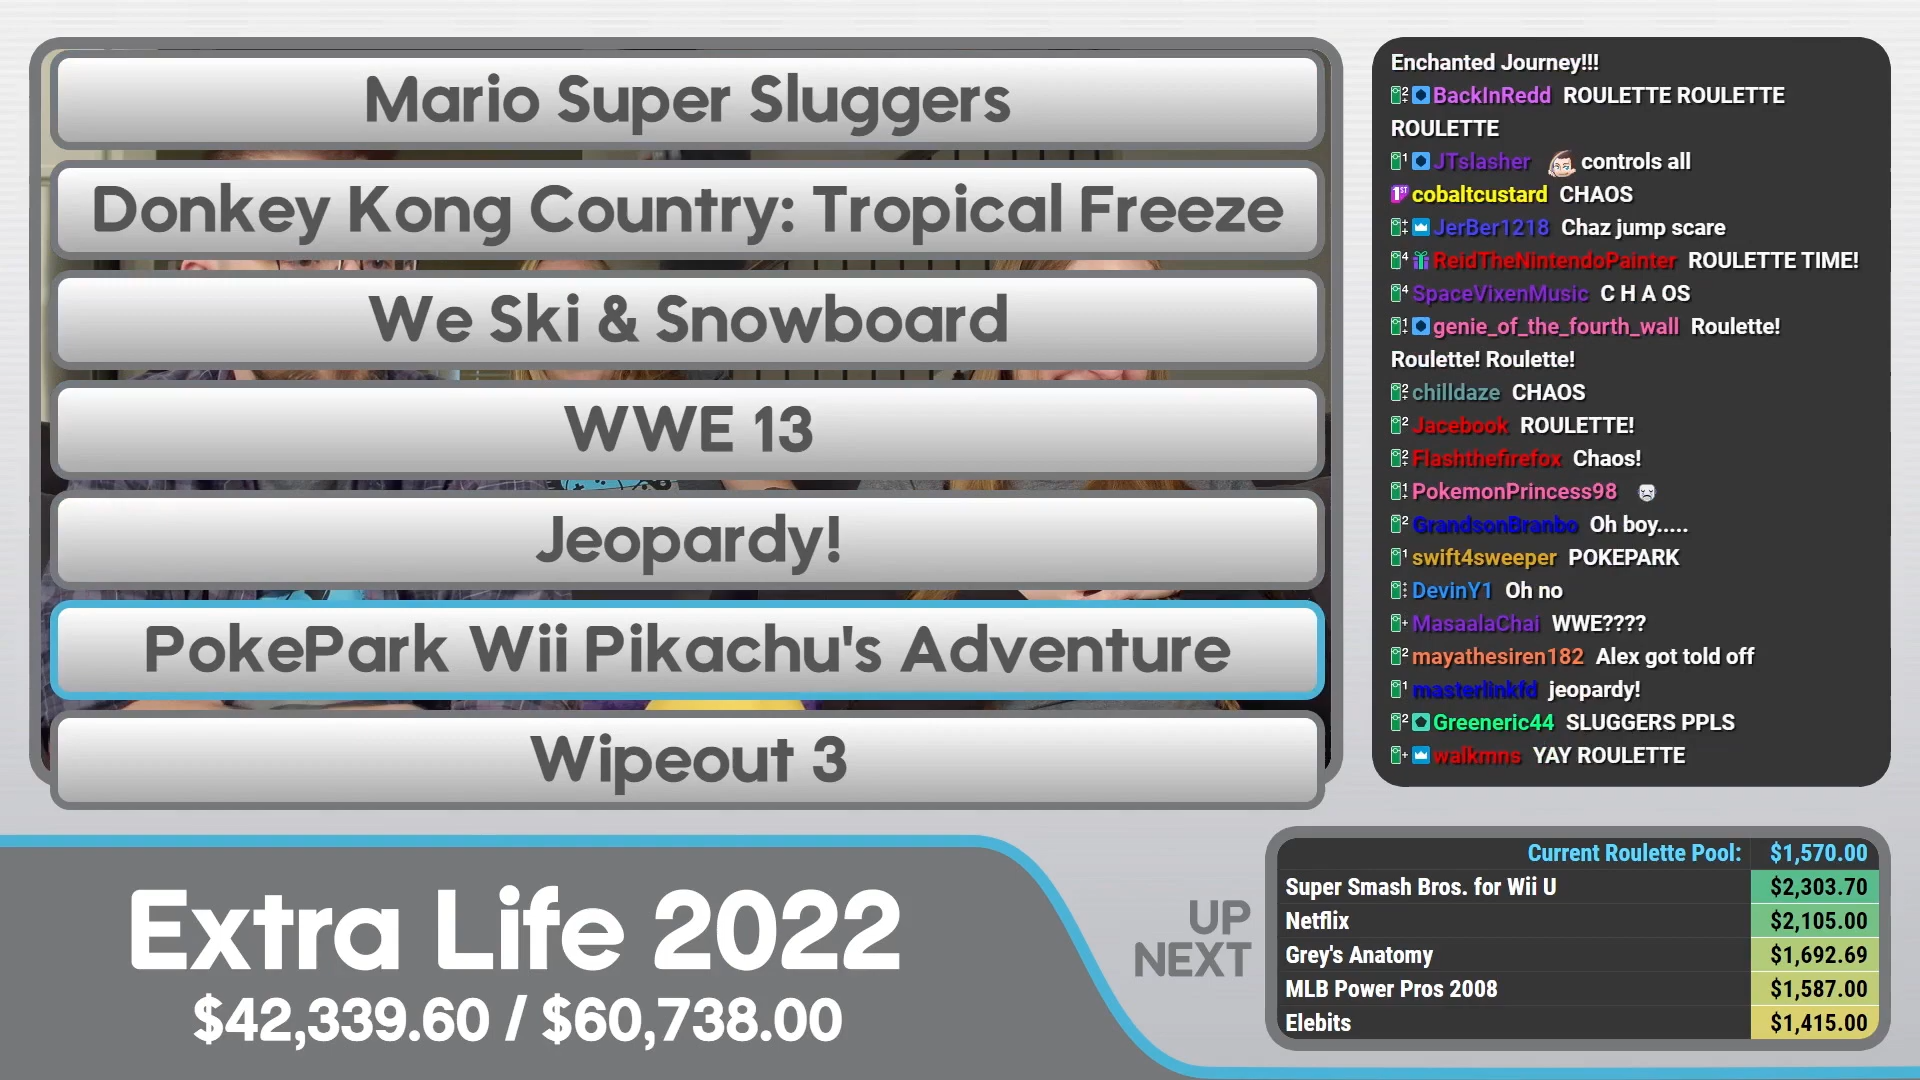 Mario Super Sluggers
Donkey Kong Country: Tropical Freeze
We Ski & Snowboard
WWE 13
Jeopardy!
PokePark Wii Pikachu's Adventure
Wipeout 3
Enchanted Journey!!!
BackInRedd ROULETTE ROULETTE
ROULETTE
JTslasher controls all
cobaltcustard CHAOS
JerBer1218 Chaz jump scare
ReidTheNintendoPainter ROULETTE TIME!
SpaceVixenMusic C H A OS
genie_of_the_fourth_wall Roulette!
Roulette! Roulette!
chilldaze CHAOS
Jacebook ROULETTE!
Flashthefirefox Chaos!
PokemonPrincess98
GrandsonBranbo Oh boy.....
swift4sweeper POKEPARK
DevinY1 Oh no
MasaalaChai WWE????
mayathesiren182 Alex got told off
masterlinkfd jeopardy!
Greeneric44 SLUGGERS PPLS
walkmns YAY ROULETTE
Extra Life 2022
$42,339.60 / $60,738.00
UP
NEXT
Current Roulette Pool: $1,570.00
Super Smash Bros. for Wii U $2,303.70
Netflix $2,105.00
Grey's Anatomy $1,692.69
MLB Power Pros 2008 $1,587.00
Elebits $1,415.00